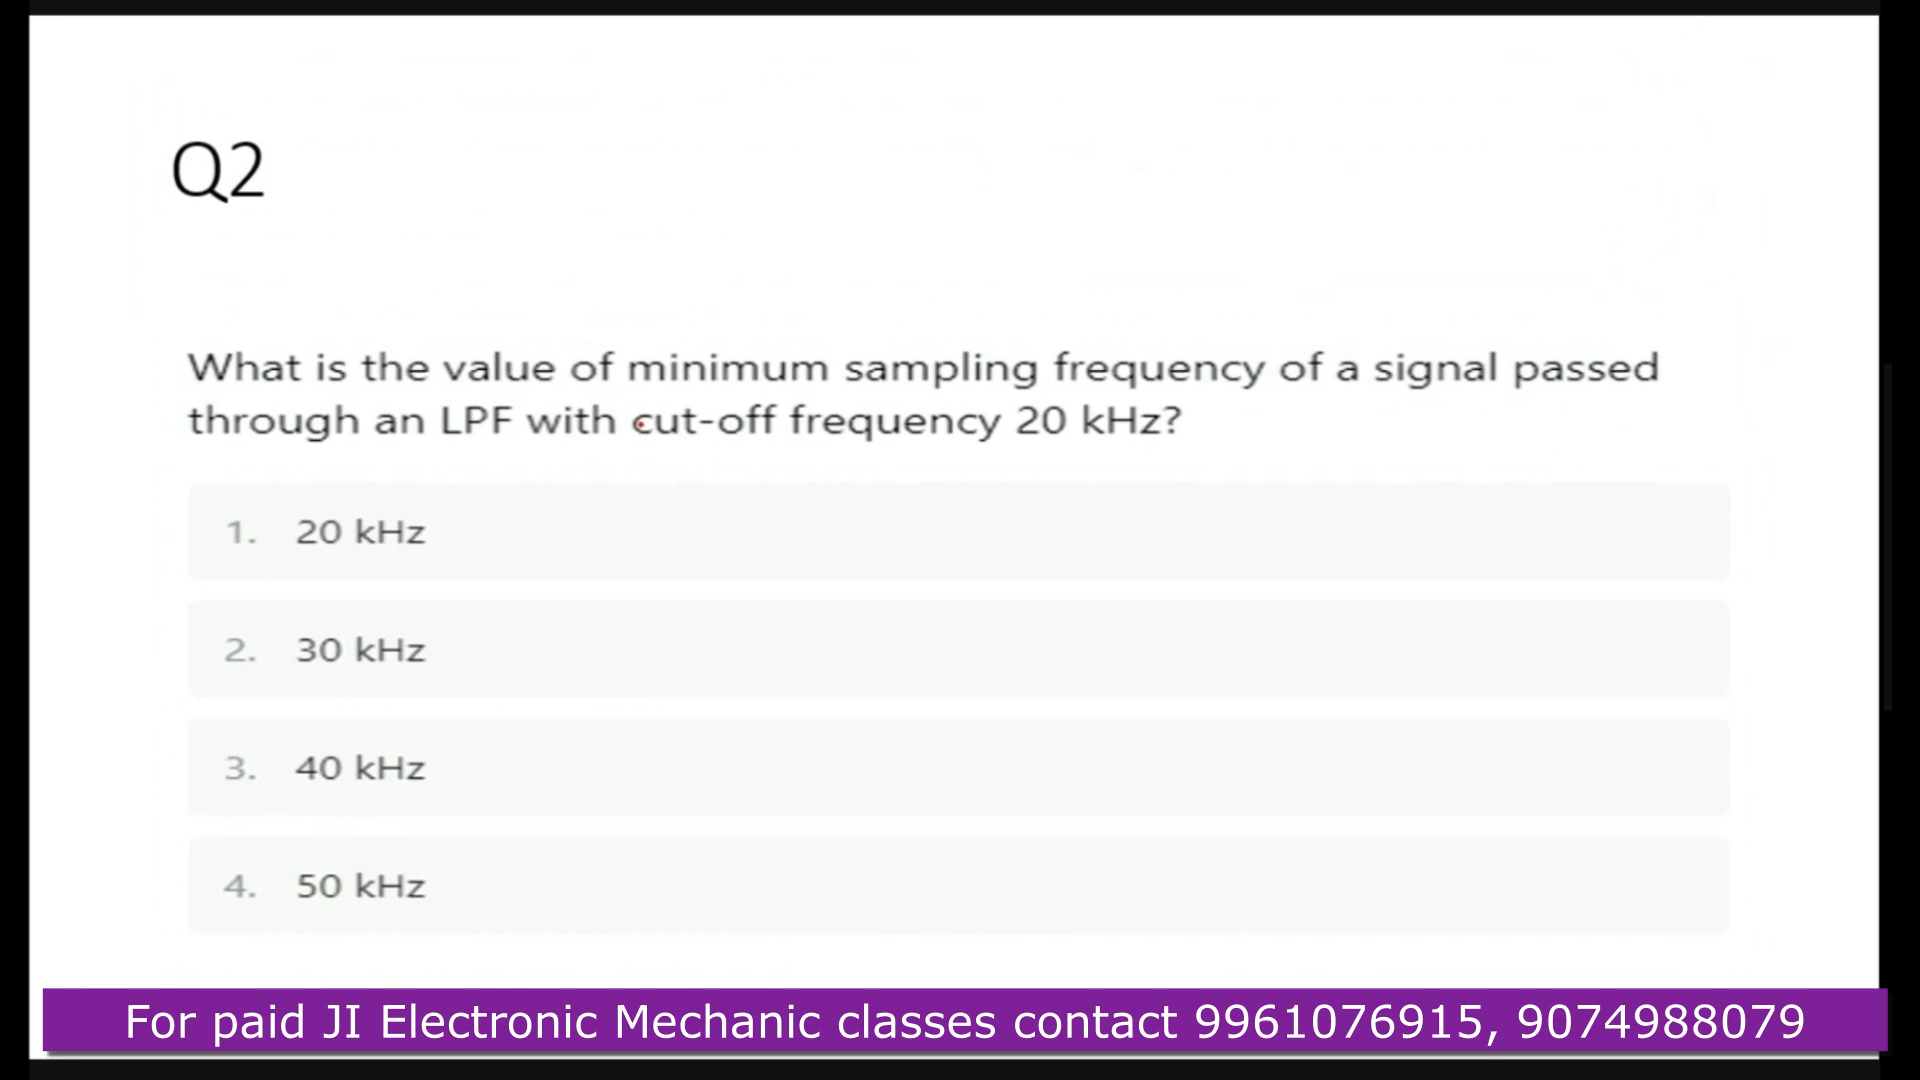 Q2
What is the value of minimum sampling frequency of a signal passed
through an LPF with cut-off frequency 20 kHz?
1. 20 kHz
2. 30 kHz
3. 40 kHz
4. 50 kHz
For paid JI Electronic Mechanic classes contact 9961076915, 9074988079